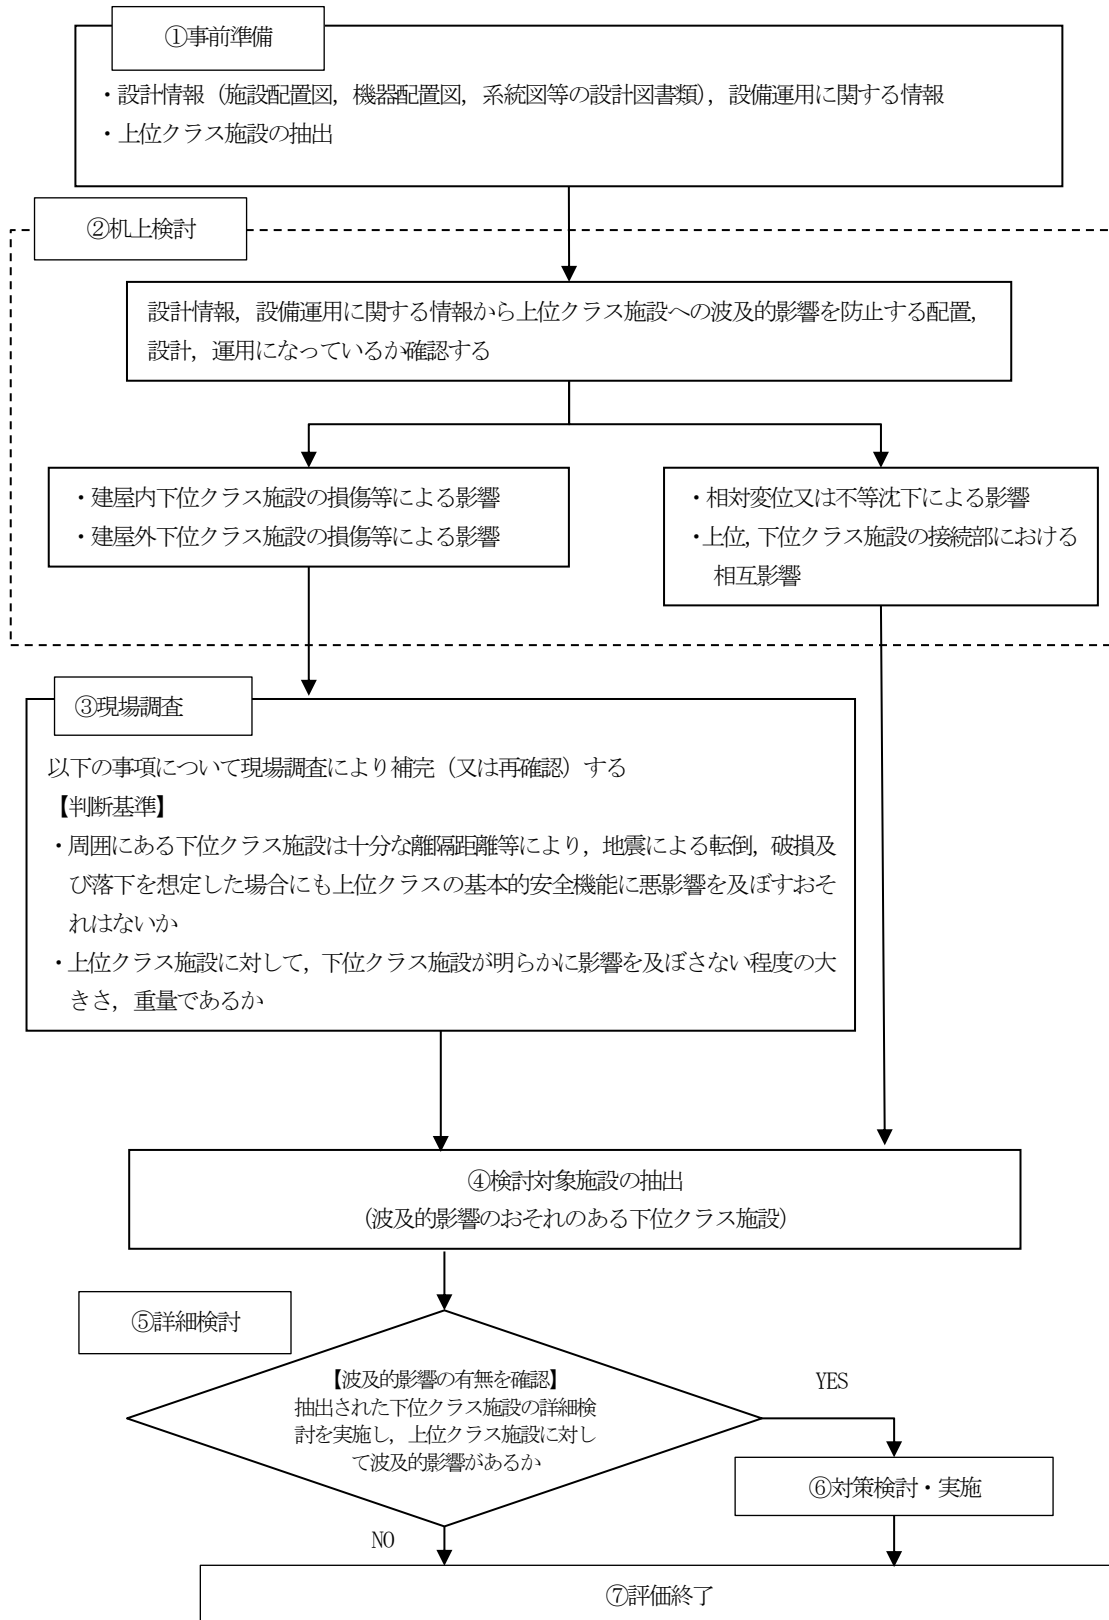 ①事前準備
・設計情報（施設配置図，機器配置図，系統図等の設計図書類），設備運用に関する情報
・上位クラス施設の抽出
②机上検討
設計情報，設備運用に関する情報から上位クラス施設への波及的影響を防止する配置，
設計，運用になっているか確認する
・建屋内下位クラス施設の損傷等による影響
・建屋外下位クラス施設の損傷等による影響
・相対変位又は不等沈下による影響
・上位，下位クラス施設の接続部における
相互影響
③現場調査
以下の事項について現場調査により補完（又は再確認）する
【判断基準】
・周囲にある下位クラス施設は十分な離隔距離等により，地震による転倒，破損及
び落下を想定した場合にも上位クラスの基本的安全機能に悪影響を及ぼすおそ
れはないか
・上位クラス施設に対して，下位クラス施設が明らかに影響を及ぼさない程度の大
きさ，重量であるか
④検討対象施設の抽出
（波及的影響のおそれのある下位クラス施設）
⑤詳細検討
【波及的影響の有無を確認】
抽出された下位クラス施設の詳細検
討を実施し，上位クラス施設に対し
て波及的影響があるか
YES
⑥対策検討・実施
NO
⑦評価終了